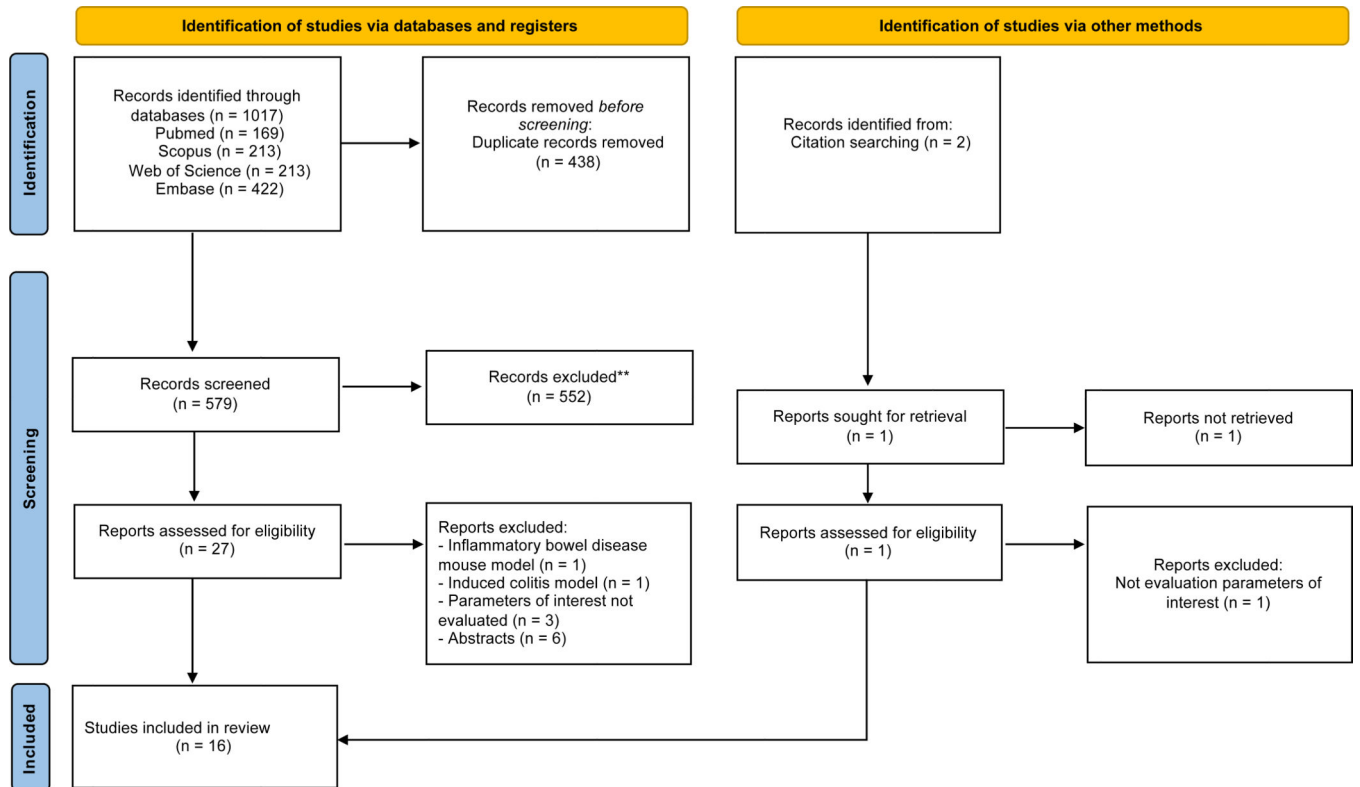 Identification of studies via databases and registers
Identification of studies via other methods
Identification
Records identified through
databases (n = 1017)
Pubmed = 169)
Scopus = 213)
Web of Science = 213)
Embase (n = 422)
Records removed before
screening:
Duplicate records removed
(n = 438)
Records identified from:
Citation searching (n = 2)
Screening
Records screened
(n = 579)
Records excluded**
(n = 552)
Reports sought for retrieval
(n = 1)
Reports not retrieved
(n = 1)
Reports assessed for eligibility
(n = 27)
Reports excluded:
- Inflammatory bowel disease
mouse model (n = 1)
- Induced colitis model (n = 1)
- Parameters of interest not
evaluated (n = 3)
- Abstracts (n = 6)
Reports assessed for eligibility
(n = 1)
Reports excluded:
Not evaluation parameters of
interest (n = 1)
Included
Studies included in review
(n = 16)